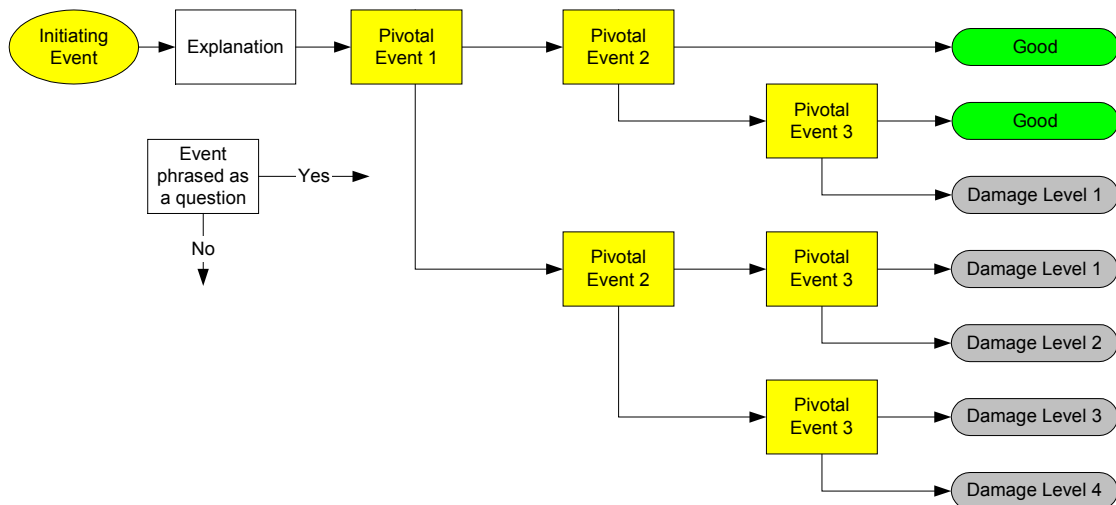 Initiating
Event
Explanation
Pivotal
Event 1
Pivotal
Event 2
Good
Pivotal
Event 3
Good
Event
phrased as
a question
Yes
No
Damage Level 1
Pivotal
Event 2
Pivotal
Event 3
Damage Level 1
Damage Level 2
Pivotal
Event 3
Damage Level 3
Damage Level 4